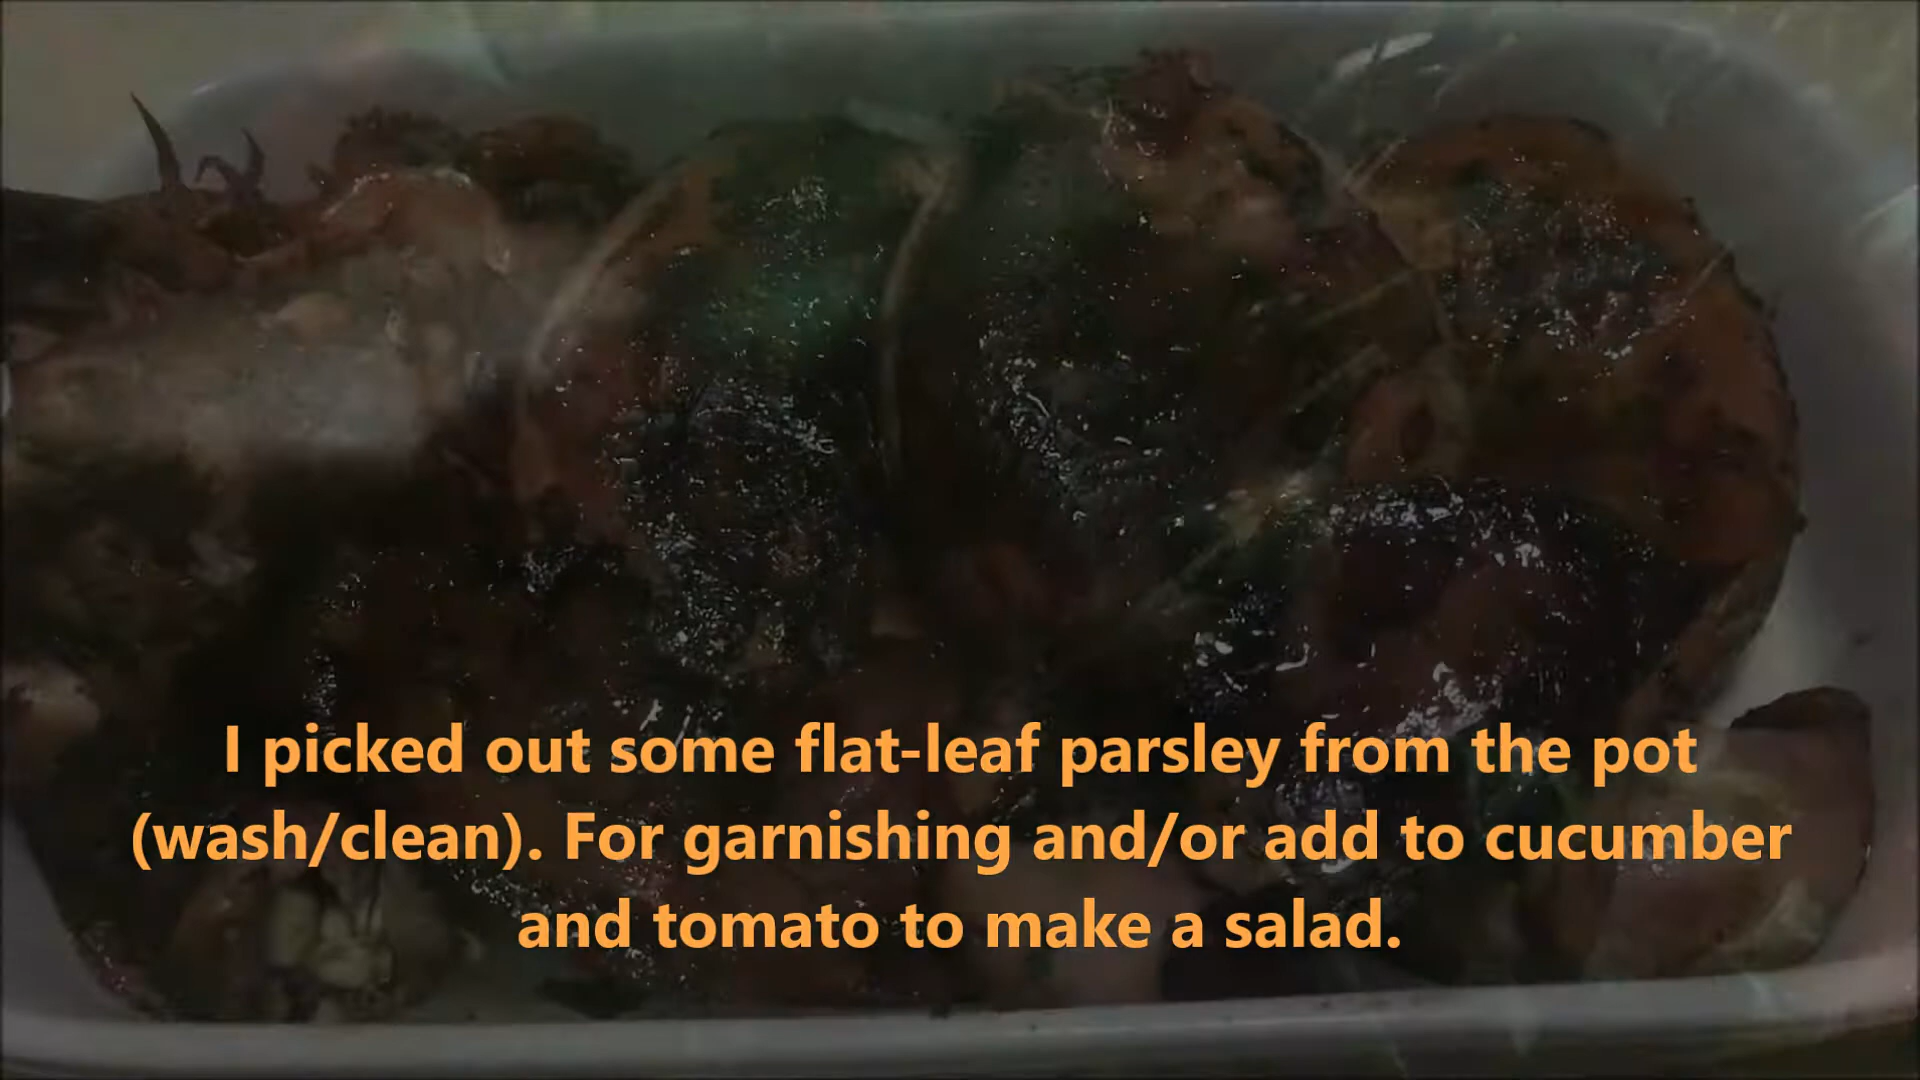 I picked out some flat-leaf parsley from the pot
(wash/clean). For garnishing and/or add to cucumber
and tomato to make a salad.